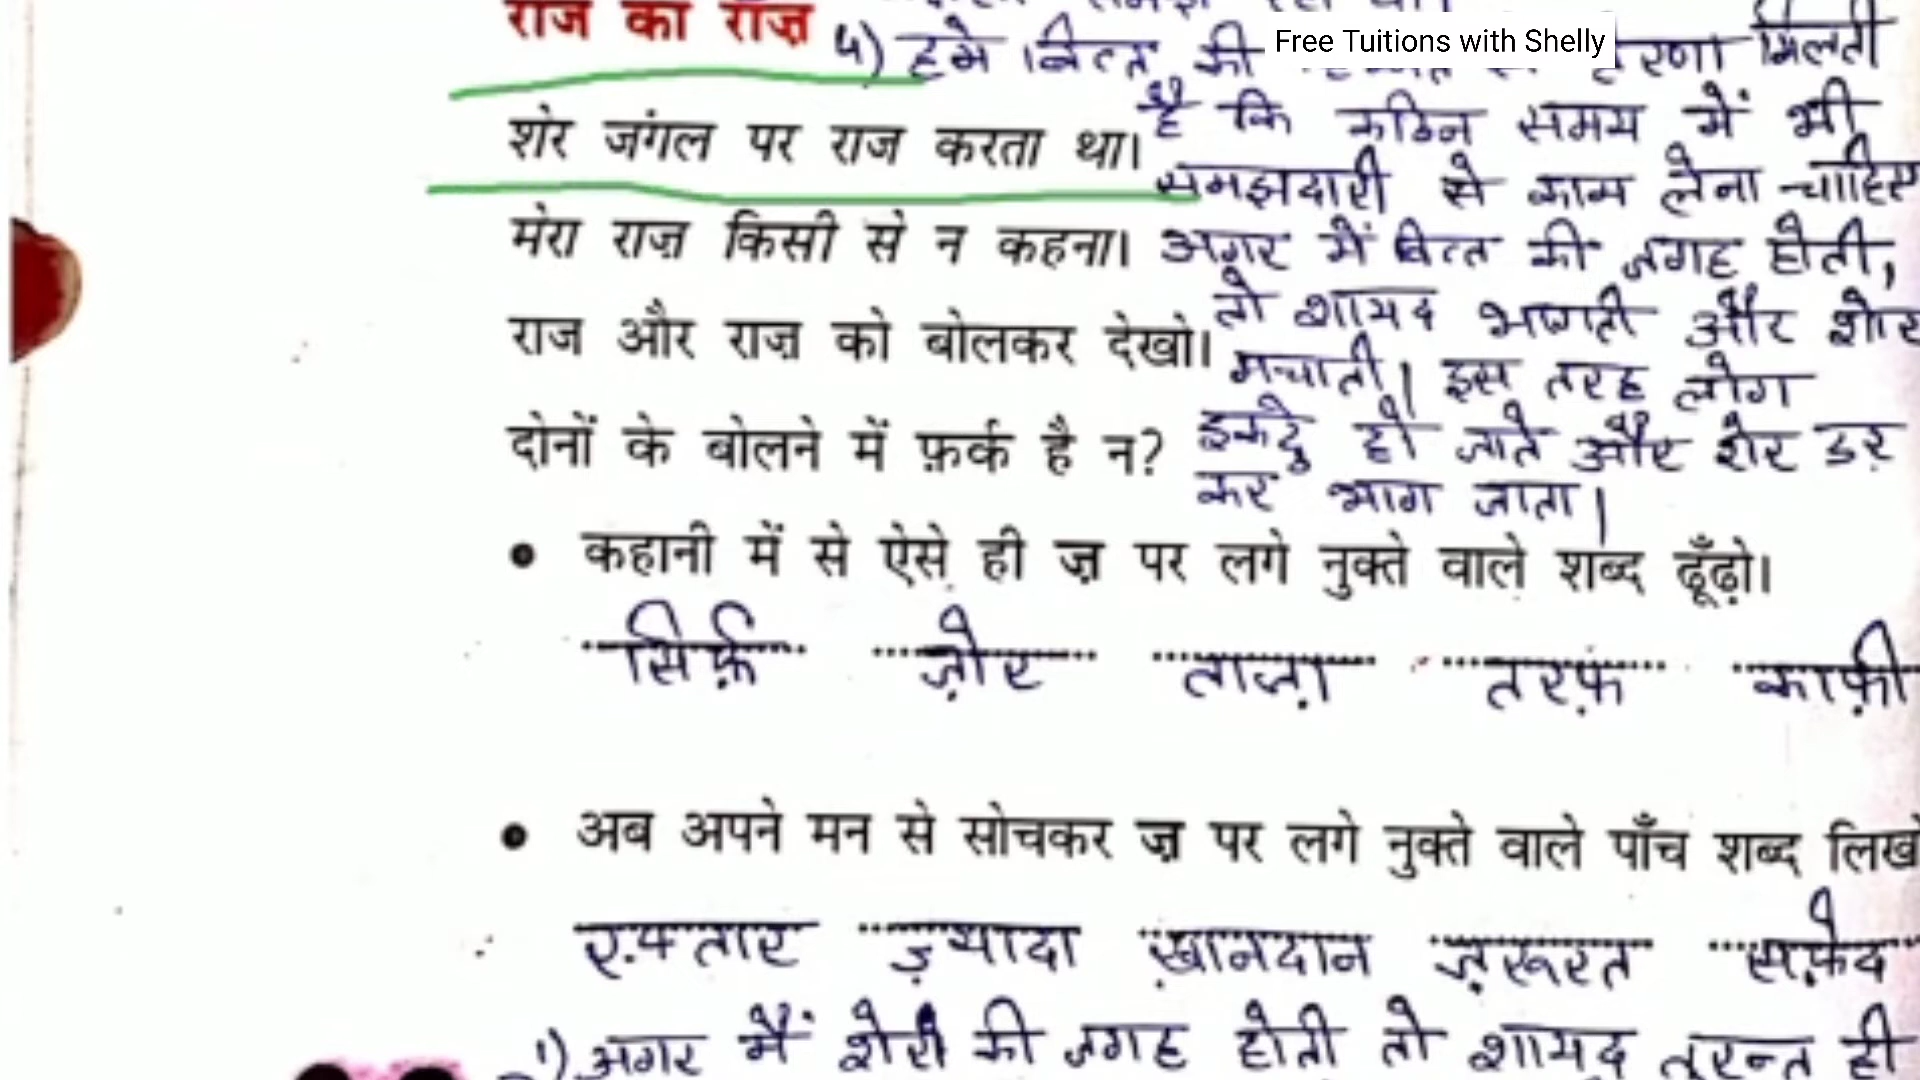 राज का राज़
4) हमे बित्त की
Free Tuitions with Shelly
मिलती
शेर जंगल पर राज करता था।
है कि कठिन समय में भी
समझदारी से काम लेना चाहिए
मेरा राज़ किसी से न कहना।
अगर मैं बित्त की जगह होती,
राज और राज़ को बोलकर देखो।
तो शायद भागती और शोर
मचाती। इस तरह लोग
दोनों के बोलने में फ़र्क है न?
इकट्ठे हो जाते और शेर डर
कर भाग जाता।
• कहानी में से ऐसे ही ज़ पर लगे नुक्ते वाले शब्द ढूँढ़ो।
सिर्फ़ ज़ोर ताज़ा तरफ़ काफ़ी
• अब अपने मन से सोचकर ज़ पर लगे नुक्ते वाले पाँच शब्द लिखो
रफ़्तार ज़्यादा ख़ानदान ज़रूरत सफ़ेद
1) अगर मैं शेरी की जगह होती तो शायद तुरन्त ही